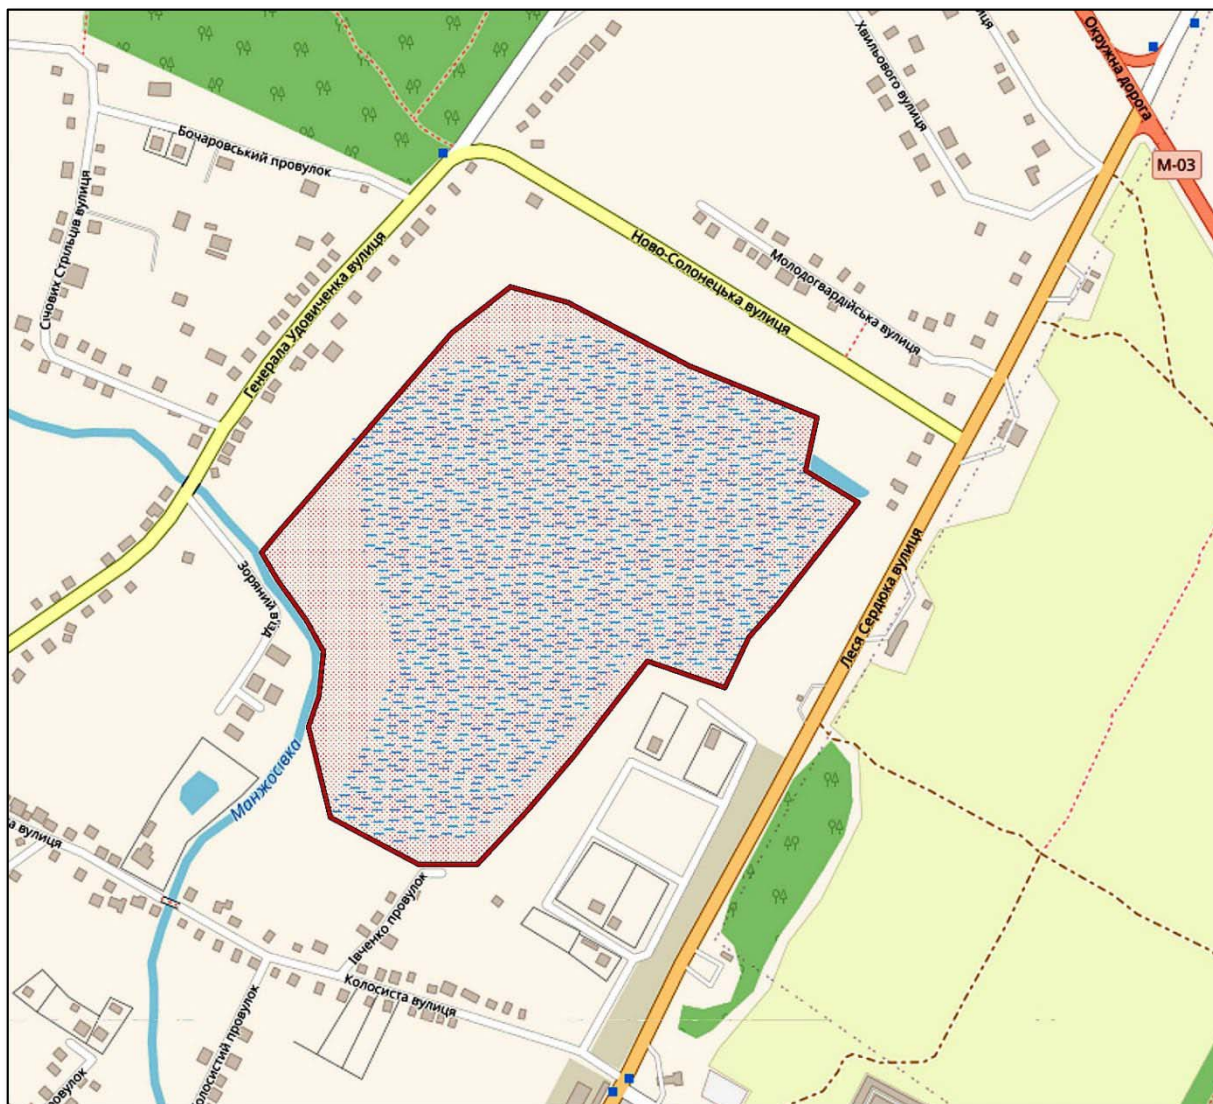 Хвильового вулиця
Окружна дорога
М-03
Бочаровський провулок
Січових Стрільців вулиця
Генерала Удовиченка вулиця
Ново-Солонецька вулиця
Молодогвардійська вулиця
Зоряний в'їзд
Леся Сердюка вулиця
Манжосівка
вулиця
Івченко провулок
Колосиста вулиця
Колосистий провулок